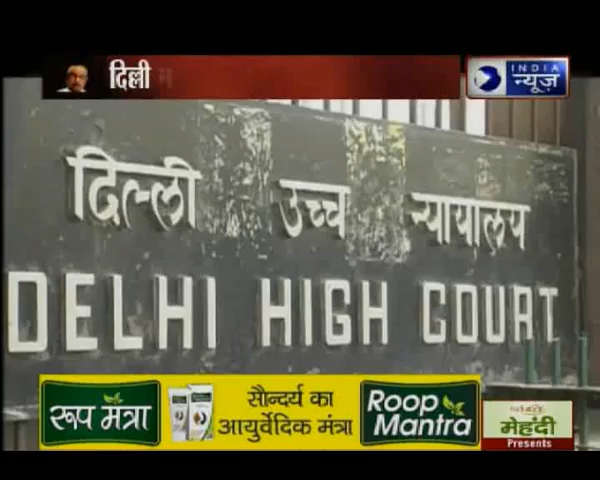 दिल्ली
INDIA
न्यूज़
दिल्ली उच्च न्यायालय
DELHI HIGH COURT
रूप मंत्रा
सौन्दर्य का
आयुर्वेदिक मंत्रा
Roop
Mantra
मेहंदी
Presents